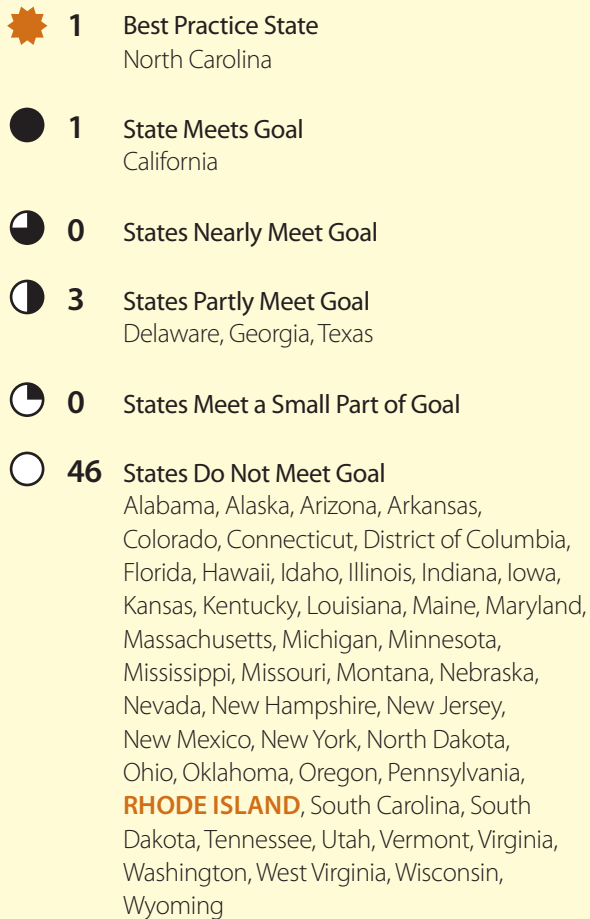 1 Best Practice State
North Carolina
1 State Meets Goal
California
0 States Nearly Meet Goal
3 States Partly Meet Goal
Delaware, Georgia, Texas
0 States Meet a Small Part of Goal
46 States Do Not Meet Goal
Alabama, Alaska, Arizona, Arkansas,
Colorado, Connecticut, District of Columbia,
Florida, Hawaii, Idaho, Illinois, Indiana, Iowa,
Kansas, Kentucky, Louisiana, Maine, Maryland,
Massachusetts, Michigan, Minnesota,
Mississippi, Missouri, Montana, Nebraska,
Nevada, New Hampshire, New Jersey,
New Mexico, New York, North Dakota,
Ohio, Oklahoma, Oregon, Pennsylvania,
RHODE ISLAND, South Carolina, South
Dakota, Tennessee, Utah, Vermont, Virginia,
Washington, West Virginia, Wisconsin,
Wyoming